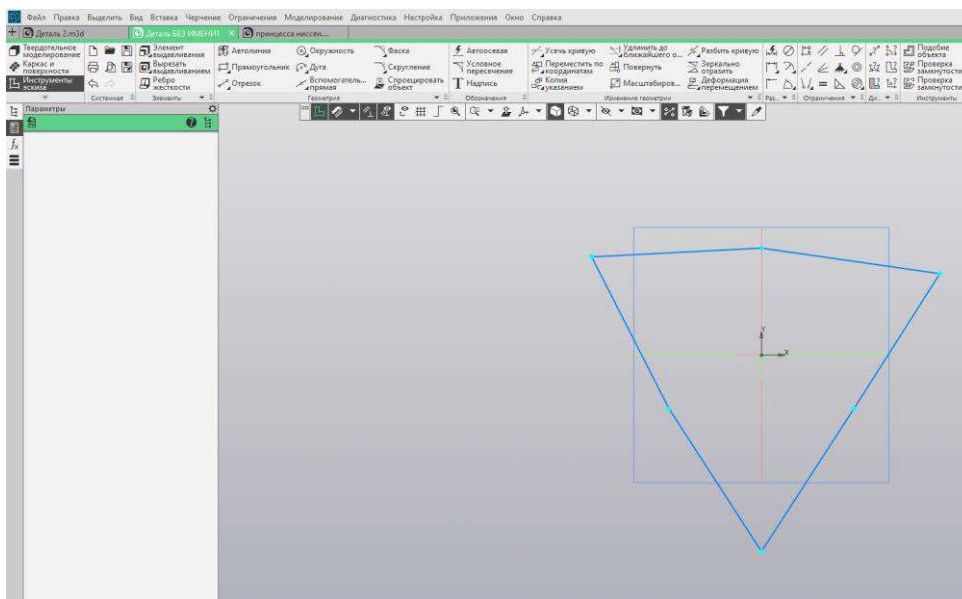 Файл Правка Выделить Вид Вставка Черчение Ограничения Моделирование Диагностика Настройка Приложения Окно Справка
+ Деталь 2.m3d Деталь БЕЗ ИМЕНИ1 × принцесса ниссен....
Твердотельное моделирование
Каркас и поверхности
Инструменты эскиза
Системная
Элемент выдавливания
Вырезать выдавливанием
Ребро жесткости
Элементы
Автолиния Окружность Фаска
Прямоугольник Дуга Скругление
Отрезок Вспомогатель... прямая Спроецировать объект
Геометрия
Автоосевая
Условное пересечение
Надпись
Обозначения
Усечь кривую Удлинить до ближайшего о... Разбить кривую
Переместить по координатам Повернуть Зеркально отразить
Копия указанием Масштабиров... Деформация перемещением
Изменение геометрии
Раз...
Ограничения
Ди...
Подобие объекта
Проверка замкнутости
Проверка замкнутости
Инструменты
Параметры
fx
Y
X